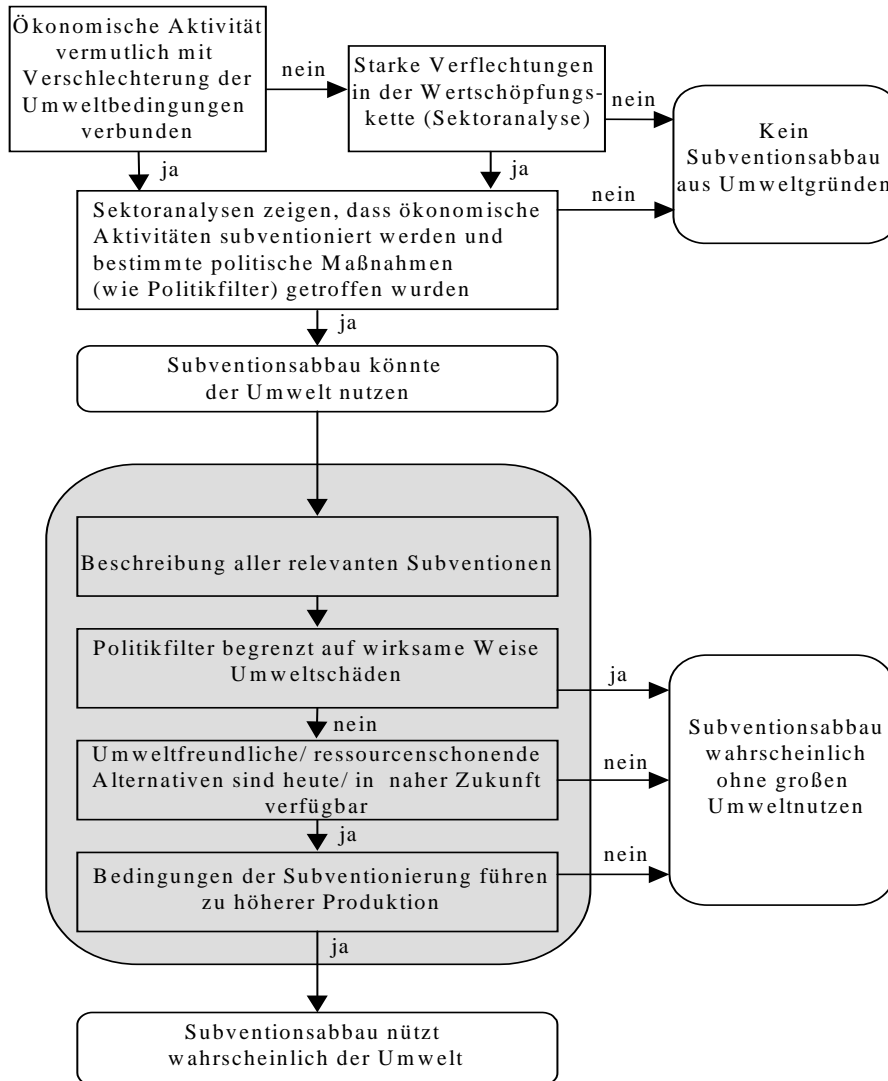 Ökonomische Aktivität
vermutlich mit
Verschlechterung der
Umweltbedingungen
verbunden
nein
Starke Verflechtungen
in der Wertschöpfungs-
kette (Sektoranalyse)
nein
Kein
Subventionsabbau
aus Umweltgründen
ja
ja
nein
Sektoranalysen zeigen, dass ökonomische
Aktivitäten subventioniert werden und
bestimmte politische Maßnahmen
(wie Politikfilter) getroffen wurden
ja
Subventionsabbau könnte
der Umwelt nutzen
Beschreibung aller relevanten Subventionen
Politikfilter begrenzt auf wirksame Weise
Umweltschäden
ja
nein
Umweltfreundliche/ ressourcenschonende
Alternativen sind heute/ in naher Zukunft
verfügbar
nein
Subventionsabbau
wahrscheinlich
ohne großen
Umweltnutzen
ja
Bedingungen der Subventionierung führen
zu höherer Produktion
nein
ja
Subventionsabbau nützt
wahrscheinlich der Umwelt